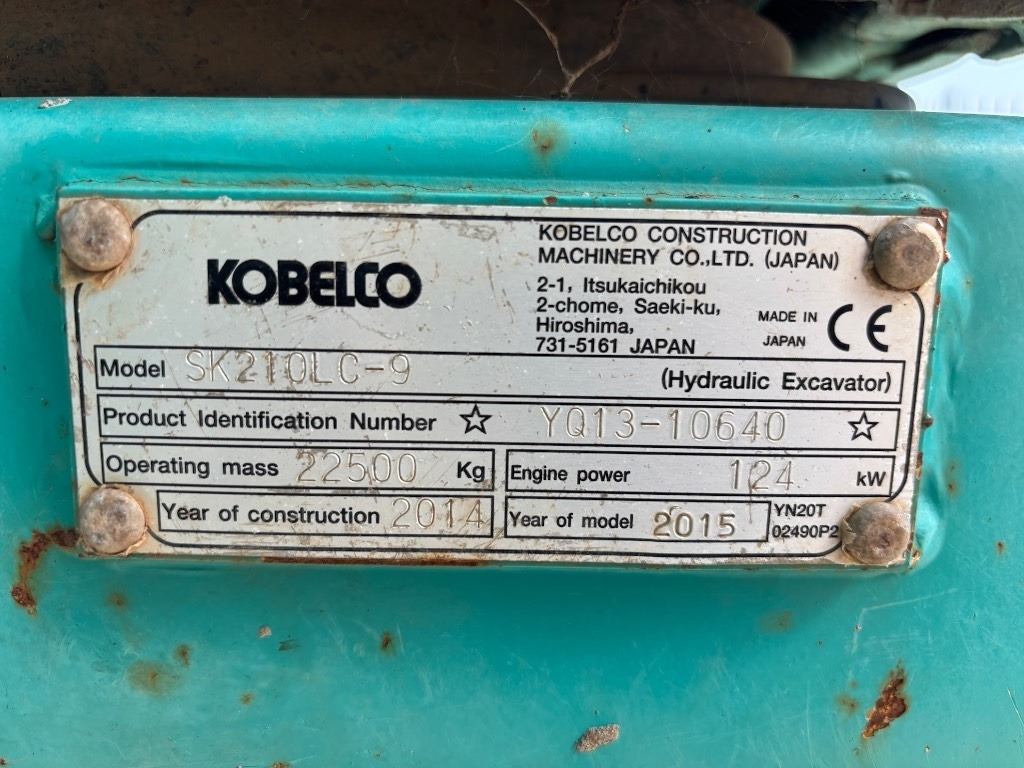 KOBELCO
KOBELCO CONSTRUCTION
MACHINERY CO.,LTD. (JAPAN)
2-1, Itsukaichikou
2-chome, Saeki-ku,
Hiroshima,
731-5161 JAPAN
MADE IN
JAPAN
CE
Model SK210LC-9 (Hydraulic Excavator)
Product Identification Number ☆ YQ13-10640 ☆
Operating mass 22500 Kg
Engine power 124 kW
Year of construction 2014
Year of model 2015
YN20T
02490P2